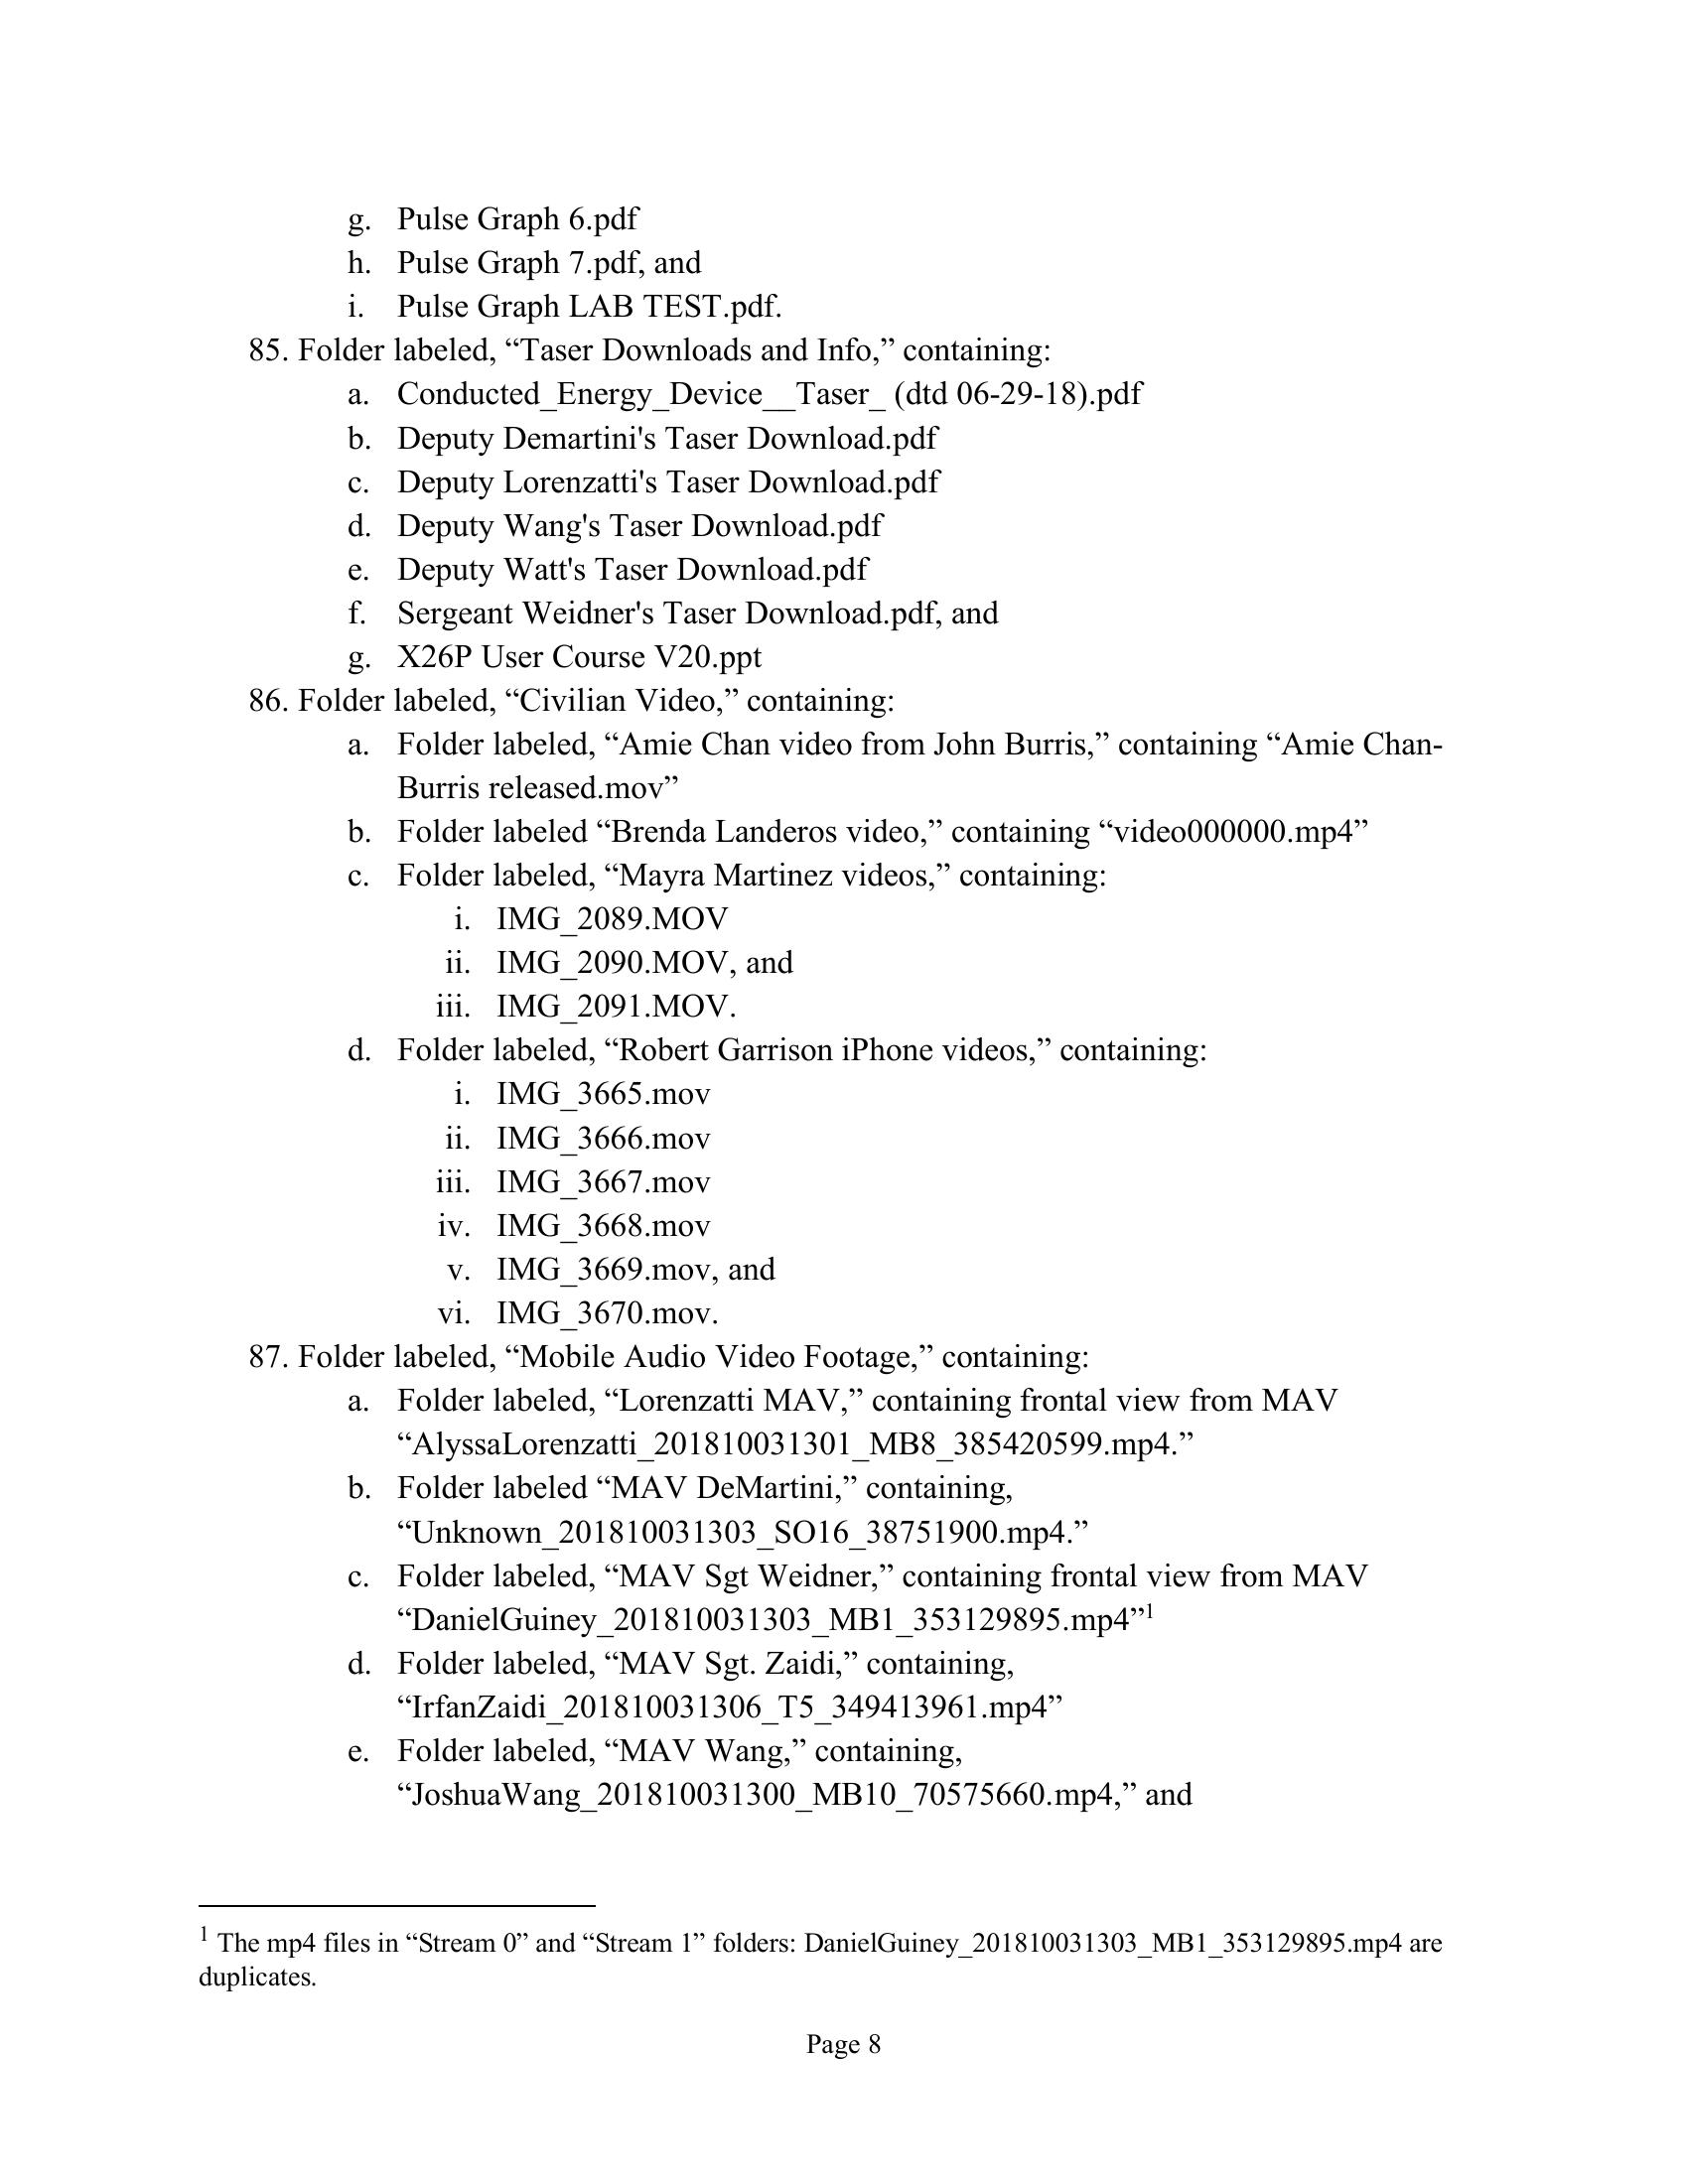 g. Pulse Graph 6.pdf
h. Pulse Graph 7.pdf, and
i. Pulse Graph LAB TEST.pdf.
85. Folder labeled, “Taser Downloads and Info,” containing:
a. Conducted_Energy_Device__Taser_ (dtd 06-29-18).pdf
b. Deputy Demartini's Taser Download.pdf
c. Deputy Lorenzatti's Taser Download.pdf
d. Deputy Wang's Taser Download.pdf
e. Deputy Watt's Taser Download.pdf
f. Sergeant Weidner's Taser Download.pdf, and
g. X26P User Course V20.ppt
86. Folder labeled, “Civilian Video,” containing:
a. Folder labeled, “Amie Chan video from John Burris,” containing “Amie Chan-
Burris released.mov”
b. Folder labeled “Brenda Landeros video,” containing “video000000.mp4”
c. Folder labeled, “Mayra Martinez videos,” containing:
i. IMG_2089.MOV
ii. IMG_2090.MOV, and
iii. IMG_2091.MOV.
d. Folder labeled, “Robert Garrison iPhone videos,” containing:
i. IMG_3665.mov
ii. IMG_3666.mov
iii. IMG_3667.mov
iv. IMG_3668.mov
v. IMG_3669.mov, and
vi. IMG_3670.mov.
87. Folder labeled, “Mobile Audio Video Footage,” containing:
a. Folder labeled, “Lorenzatti MAV,” containing frontal view from MAV
“AlyssaLorenzatti_201810031301_MB8_385420599.mp4.”
b. Folder labeled “MAV DeMartini,” containing,
“Unknown_201810031303_SO16_38751900.mp4.”
c. Folder labeled, “MAV Sgt Weidner,” containing frontal view from MAV
“DanielGuiney_201810031303_MB1_353129895.mp4”1
d. Folder labeled, “MAV Sgt. Zaidi,” containing,
“IrfanZaidi_201810031306_T5_349413961.mp4”
e. Folder labeled, “MAV Wang,” containing,
“JoshuaWang_201810031300_MB10_70575660.mp4,” and
1 The mp4 files in “Stream 0” and “Stream 1” folders: DanielGuiney_201810031303_MB1_353129895.mp4 are
duplicates.
Page 8